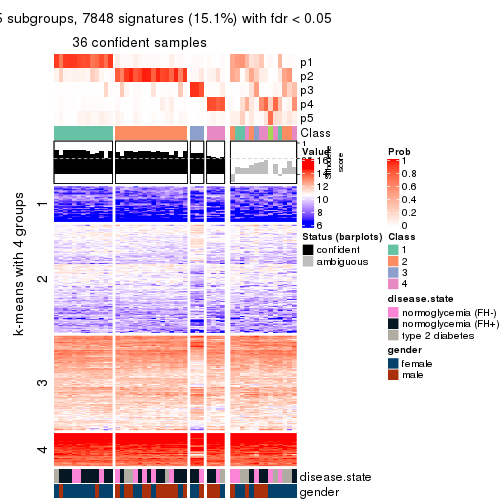 5 subgroups, 7848 signatures (15.1%) with fdr < 0.05
36 confident samples
p1
p2
p3
p4
p5
Class
1
Silhouette
score
Value
16
14
12
10
8
6
Prob
1
0.8
0.6
0.4
0.2
0
Status (barplots)
confident
ambiguous
Class
1
2
3
4
disease.state
normoglycemia (FH-)
normoglycemia (FH+)
type 2 diabetes
gender
female
male
k-means with 4 groups
1
2
3
4
disease.state
gender